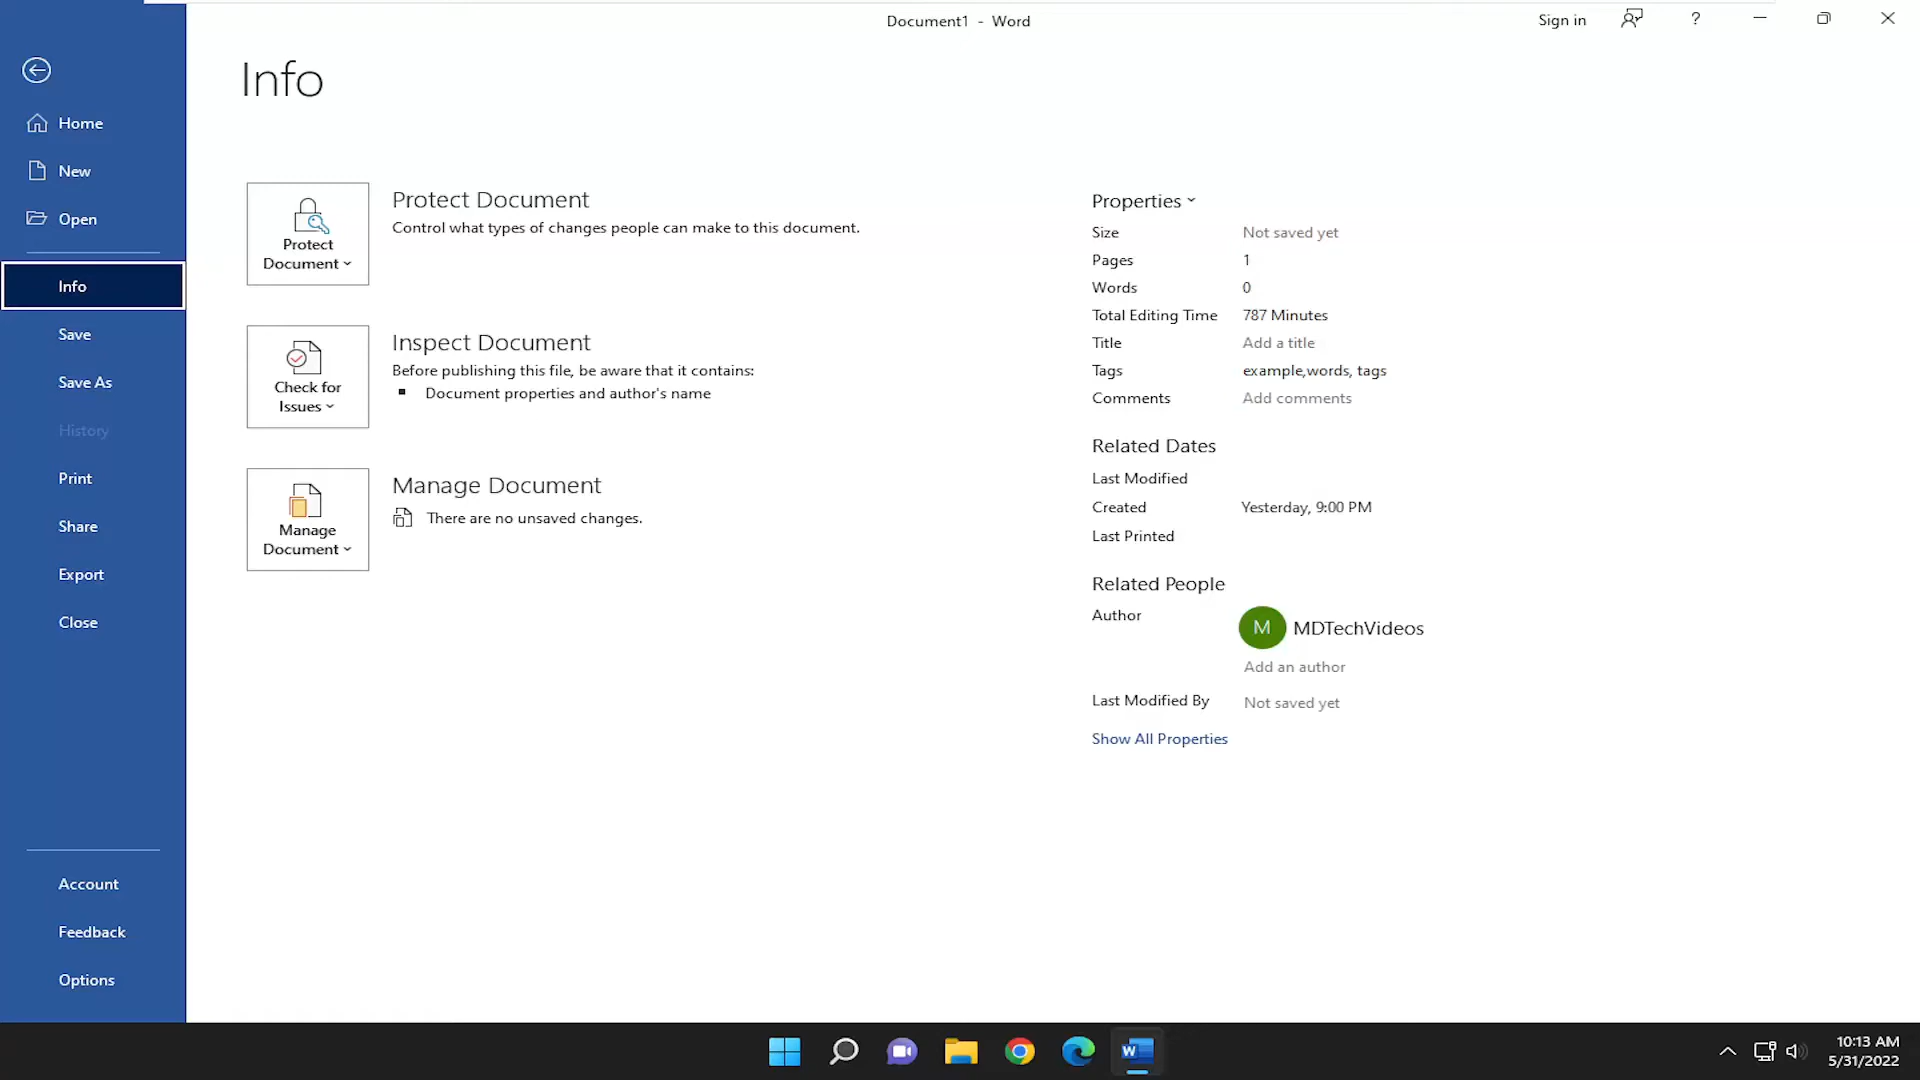 Document1 - Word
Sign in
?
Info
Home
New
Open
Info
Save
Save As
History
Print
Share
Export
Close
Account
Feedback
Options
Protect
Document
Protect Document
Control what types of changes people can make to this document.
Check for
Issues
Inspect Document
Before publishing this file, be aware that it contains:
Document properties and author's name
Manage
Document
Manage Document
There are no unsaved changes.
Properties
Size Not saved yet
Pages 1
Words 0
Total Editing Time 787 Minutes
Title Add a title
Tags example,words, tags
Comments Add comments
Related Dates
Last Modified
Created Yesterday, 9:00 PM
Last Printed
Related People
Author
M MDTechVideos
Add an author
Last Modified By Not saved yet
Show All Properties
W
10:13 AM
5/31/2022